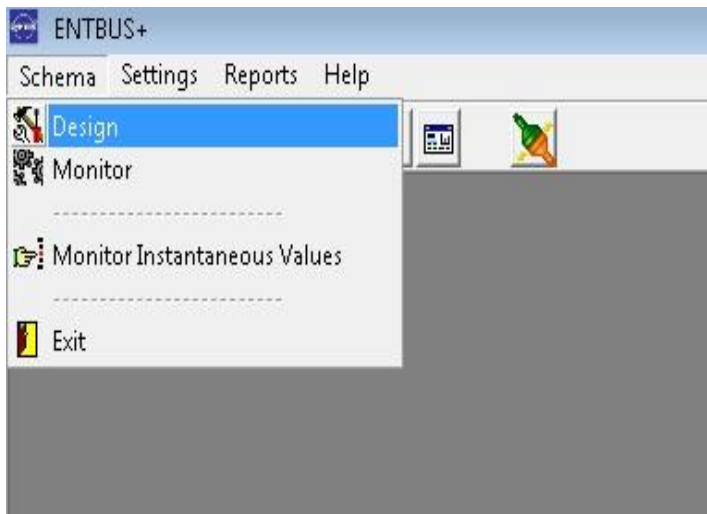 ENTBUS+
Schema Settings Reports Help
Design
Monitor
------------------------
Monitor Instantaneous Values
------------------------
Exit